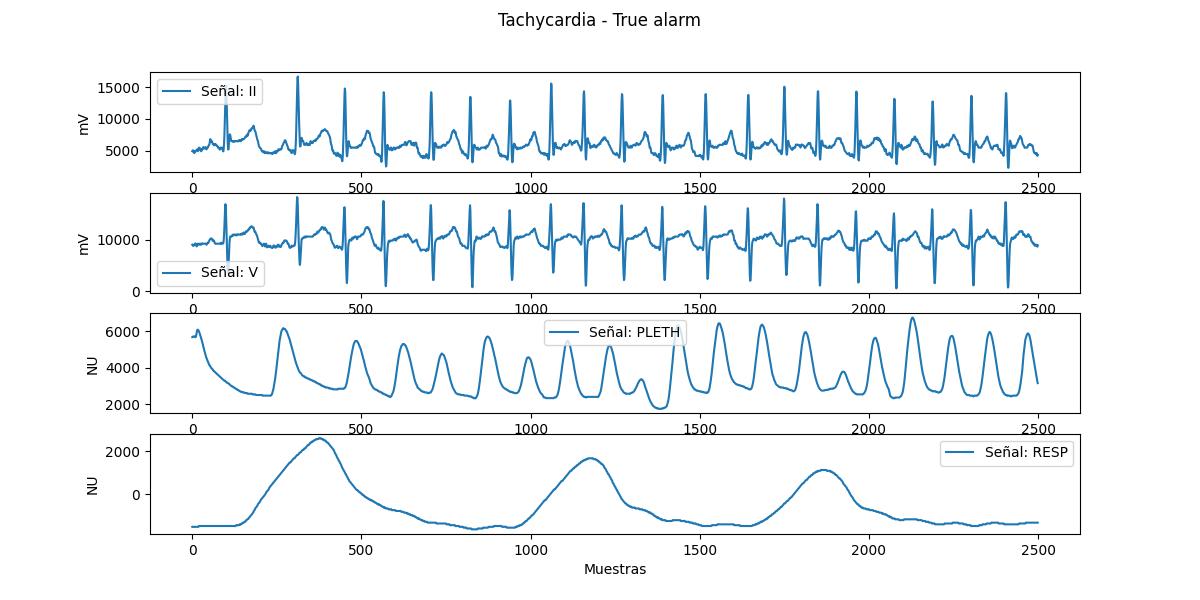 Tachycardia - True alarm
15000
10000
5000
mV
Señal: II
0 500 1000 1500 2000 2500
10000
0
mV
Señal: V
0 500 1000 1500 2000 2500
6000
4000
2000
NU
Señal: PLETH
0 500 1000 1500 2000 2500
2000
0
NU
Señal: RESP
0 500 1000 1500 2000 2500
Muestras